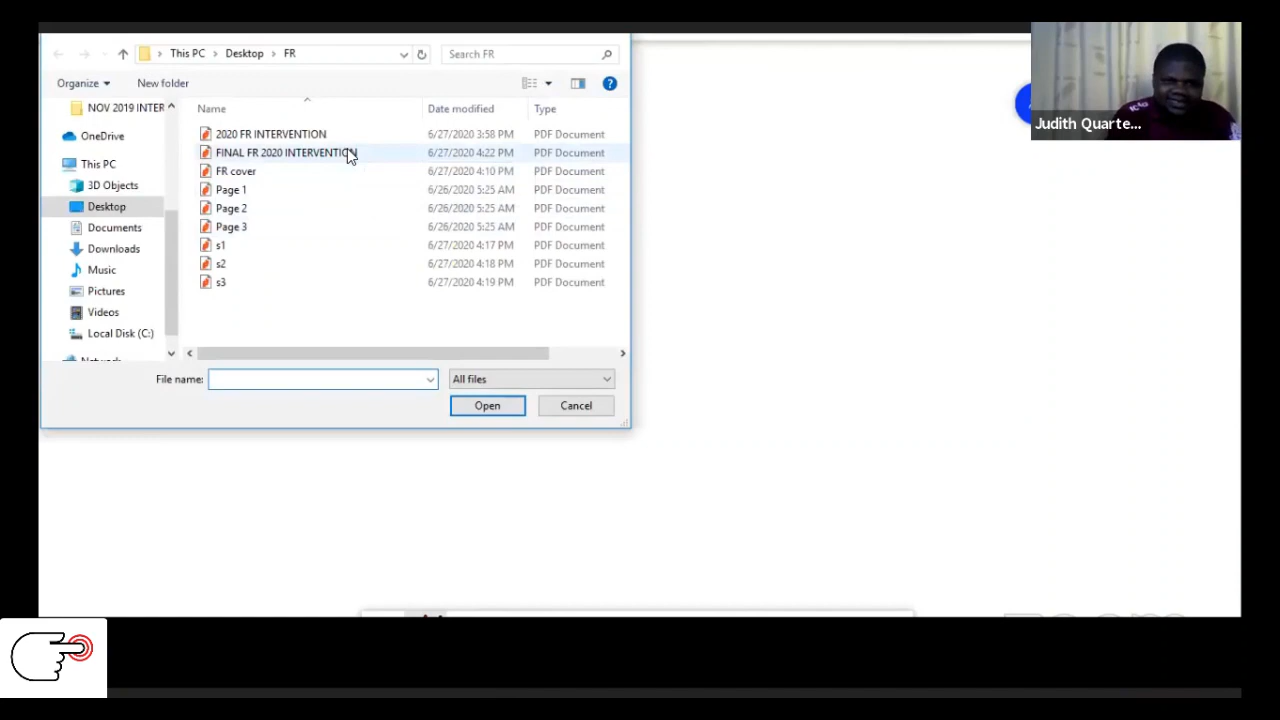 This PC > Desktop > FR
Search FR
Organize
New folder
NOV 2019 INTER
OneDrive
This PC
3D Objects
Desktop
Documents
Downloads
Music
Pictures
Videos
Local Disk (C:)
Name Date modified Type
2020 FR INTERVENTION 6/27/2020 3:58 PM PDF Document
FINAL FR 2020 INTERVENTION 6/27/2020 4:22 PM PDF Document
FR cover 6/27/2020 4:10 PM PDF Document
Page 1 6/26/2020 5:25 AM PDF Document
Page 2 6/26/2020 5:25 AM PDF Document
Page 3 6/26/2020 5:25 AM PDF Document
s1 6/27/2020 4:17 PM PDF Document
s2 6/27/2020 4:18 PM PDF Document
s3 6/27/2020 4:19 PM PDF Document
File name:
All files
Open
Cancel
Judith Quarte...